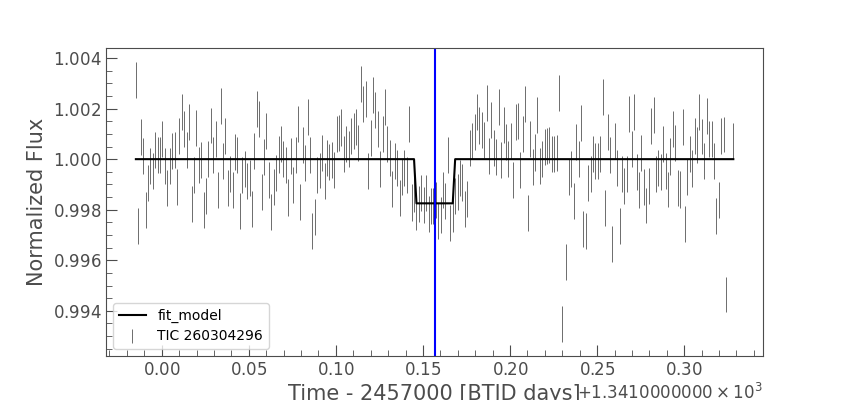 1.004
1.002
1.000
0.998
0.996
0.994
Normalized Flux
fit_model
TIC 260304296
0.00 0.05 0.10 0.15 0.20 0.25 0.30
Time - 2457000 [BTJD days]
+1.3410000000 × 10³